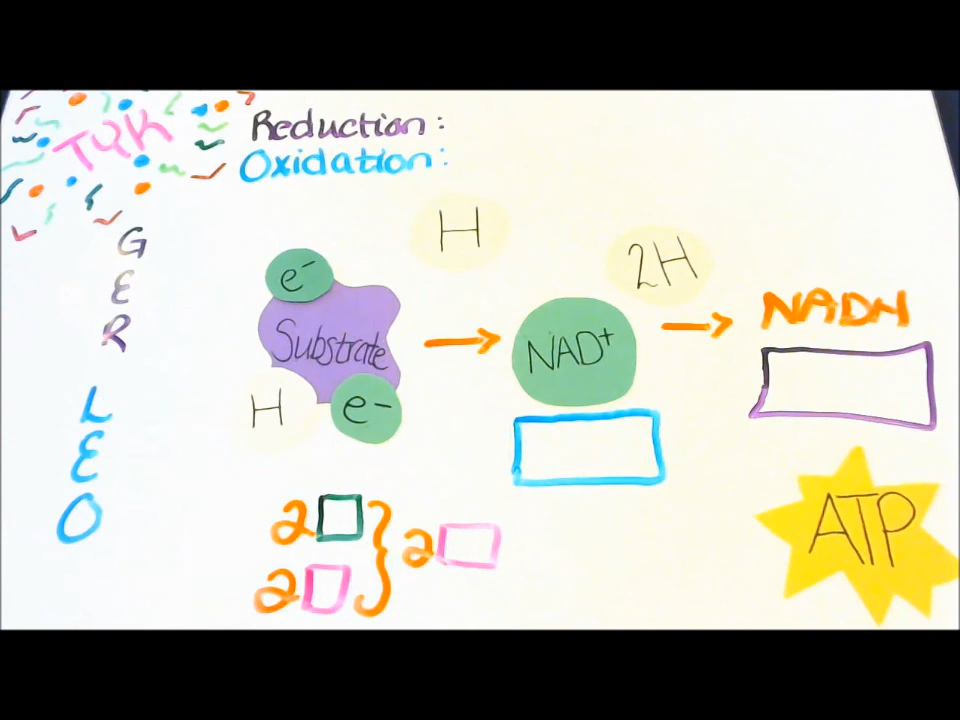 TYK
Reduction:
Oxidation:
G
E
R
L
E
O
H
2H
e-
Substrate
H
e-
NAD+
NADH
2
2
2
ATP